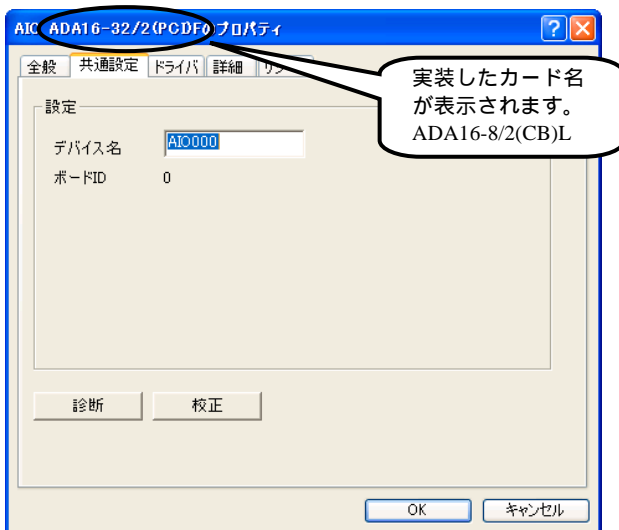 AIO ADA16-32/2(PCI)Fのプロパティ
全般 共通設定 ドライバ 詳細
実装したカード名
が表示されます。
ADA16-8/2(CB)L
設定
デバイス名 AIO000
ボードID 0
診断 校正
OK キャンセル